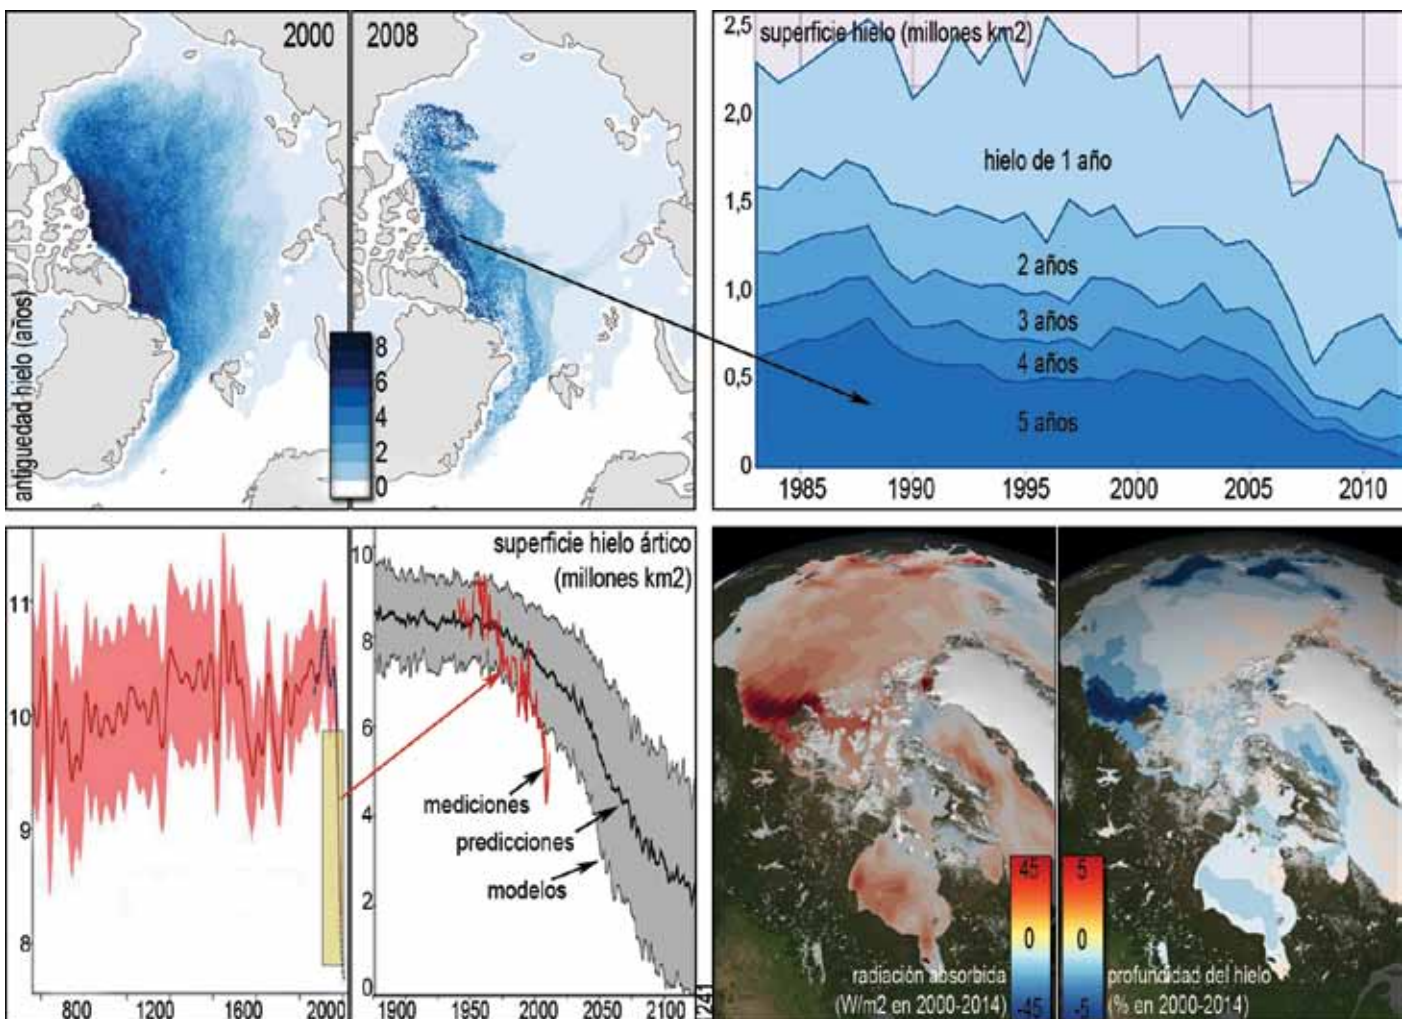 2000
2008
antiguedad hielo (años)
8
6
4
2
0
superficie hielo (millones km2)
2,5
2,0
1,5
1,0
0,5
0
hielo de 1 año
2 años
3 años
4 años
5 años
1985 1990 1995 2000 2005 2010
11
10
9
8
800 1200 1600 2000
superficie hielo ártico
(millones km2)
10
8
6
4
2
0
mediciones
predicciones
modelos
1900 1950 2000 2050 2100
45
0
-45
radiación absorbida
(W/m2 en 2000-2014)
5
0
-5
profundidad del hielo
(% en 2000-2014)